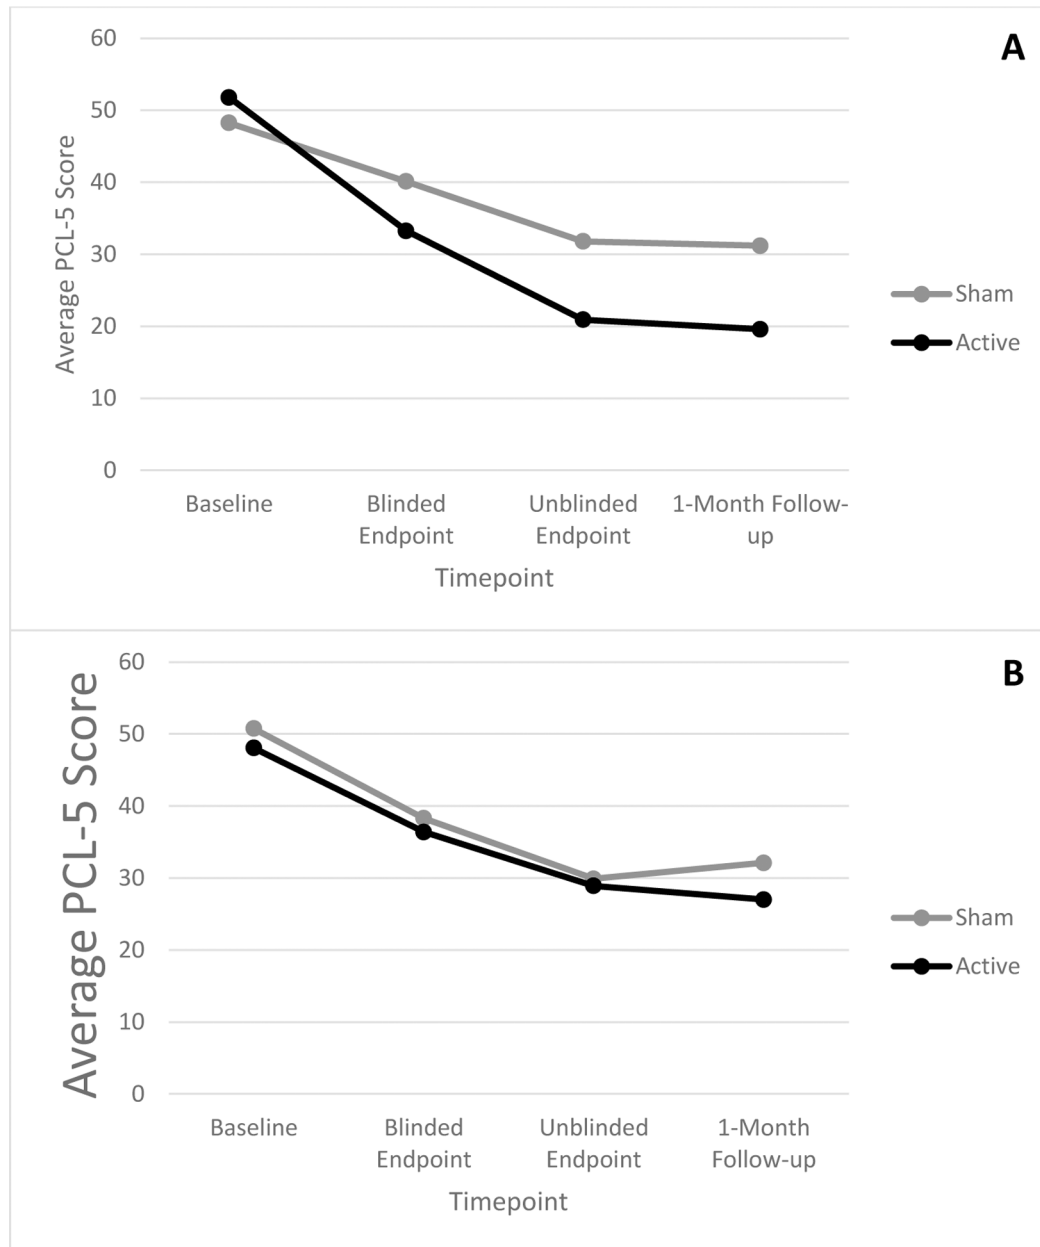 A
60
50
40
30
20
10
0
Average PCL-5 Score
Baseline
Blinded
Endpoint
Unblinded
Endpoint
1-Month Follow-
up
Timepoint
Sham
Active
B
60
50
40
30
20
10
0
Average PCL-5 Score
Baseline
Blinded
Endpoint
Unblinded
Endpoint
1-Month
Follow-up
Timepoint
Sham
Active